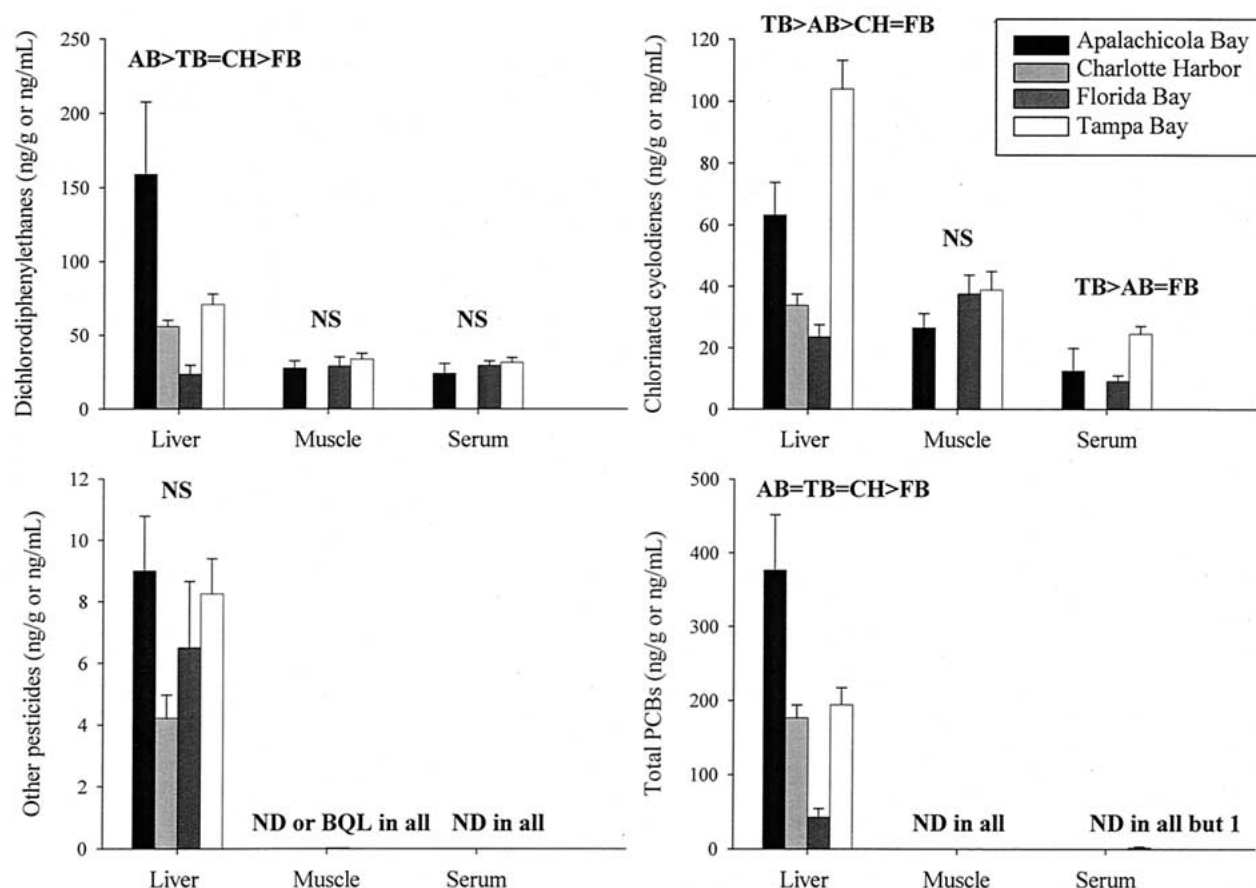 Dichlorodiphenylethanes (ng/g or ng/mL)
250
200
150
100
50
0
AB>TB=CH>FB
NS
NS
Liver
Muscle
Serum
Chlorinated cyclodienes (ng/g or ng/mL)
120
100
80
60
40
20
0
TB>AB>CH=FB
NS
TB>AB=FB
Liver
Muscle
Serum
Apalachicola Bay
Charlotte Harbor
Florida Bay
Tampa Bay
Other pesticides (ng/g or ng/mL)
12
10
8
6
4
2
0
NS
ND or BQL in all
ND in all
Liver
Muscle
Serum
Total PCBs (ng/g or ng/mL)
500
400
300
200
100
0
AB=TB=CH>FB
ND in all
ND in all but 1
Liver
Muscle
Serum